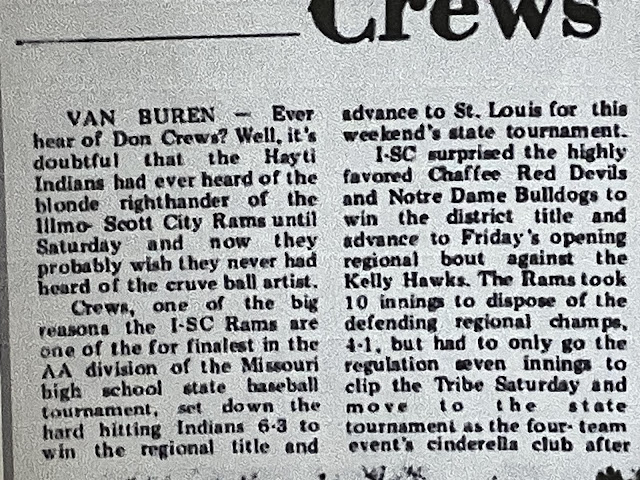 Crews
VAN BUREN — Ever
hear of Don Crews? Well, it's
doubtful that the Hayti
Indians had ever heard of the
blonde righthander of the
Illmo- Scott City Rams until
Saturday and now they
probably wish they never had
heard of the cruve ball artist.
Crews, one of the big
reasons the I-SC Rams are
one of the for finalest in the
AA division of the Missouri
high school state baseball
tournament, set down the
hard hitting Indians 6-3 to
win the regional title and
advance to St. Louis for this
weekend's state tournament.
I-SC surprised the highly
favored Chaffee Red Devils
and Notre Dame Bulldogs to
win the district title and
advance to Friday's opening
regional bout against the
Kelly Hawks. The Rams took
10 innings to dispose of the
defending regional champs,
4-1, but had to only go the
regulation seven innings to
clip the Tribe Saturday and
move to the state
tournament as the four- team
event's cinderella club after